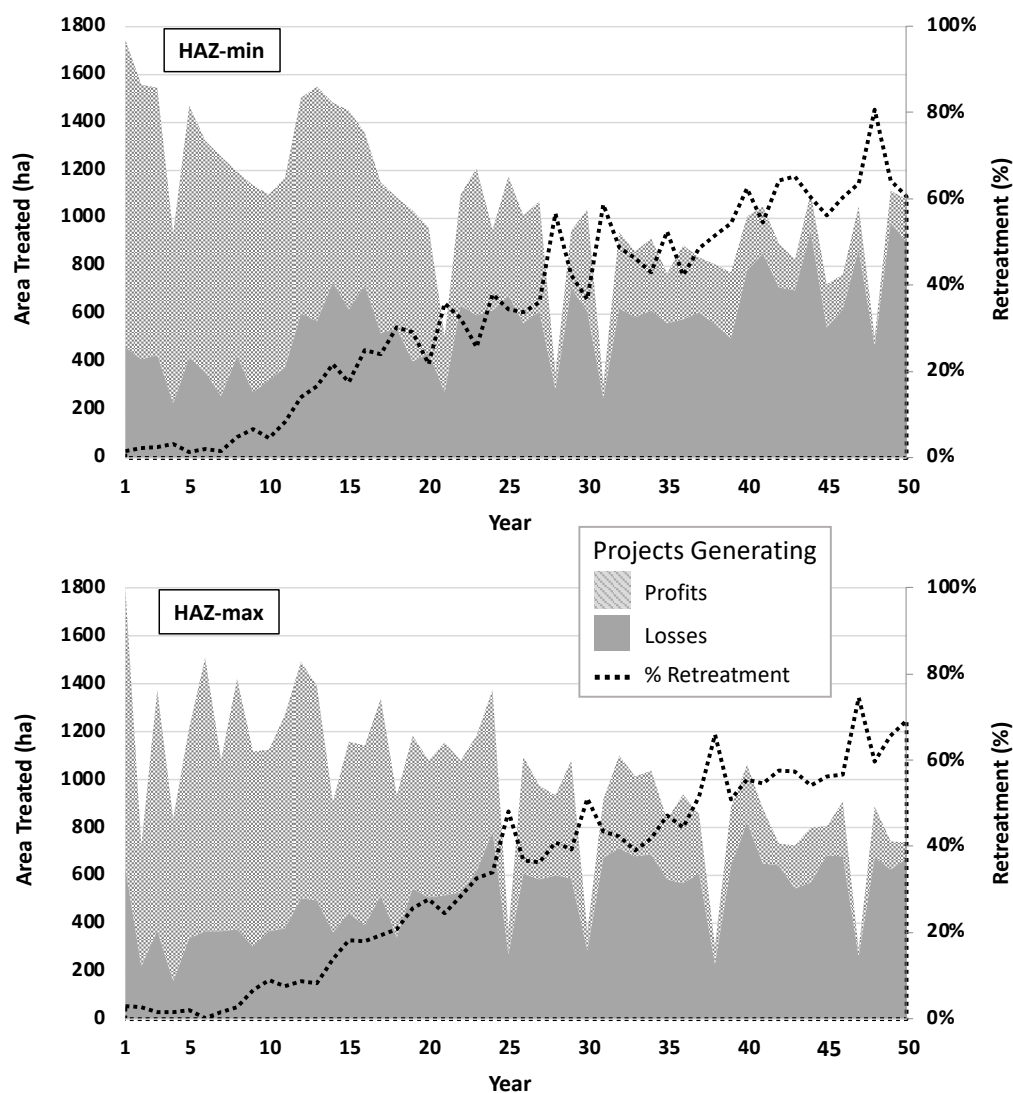 HAZ-min
Area Treated (ha)
1800
1600
1400
1200
1000
800
600
400
200
0
100%
80%
60%
40%
20%
0%
Retreatment (%)
1 5 10 15 20 25 30 35 40 45 50
Year
Projects Generating
Profits
Losses
% Retreatment
HAZ-max
Area Treated (ha)
1800
1600
1400
1200
1000
800
600
400
200
0
100%
80%
60%
40%
20%
0%
Retreatment (%)
1 5 10 15 20 25 30 35 40 45 50
Year